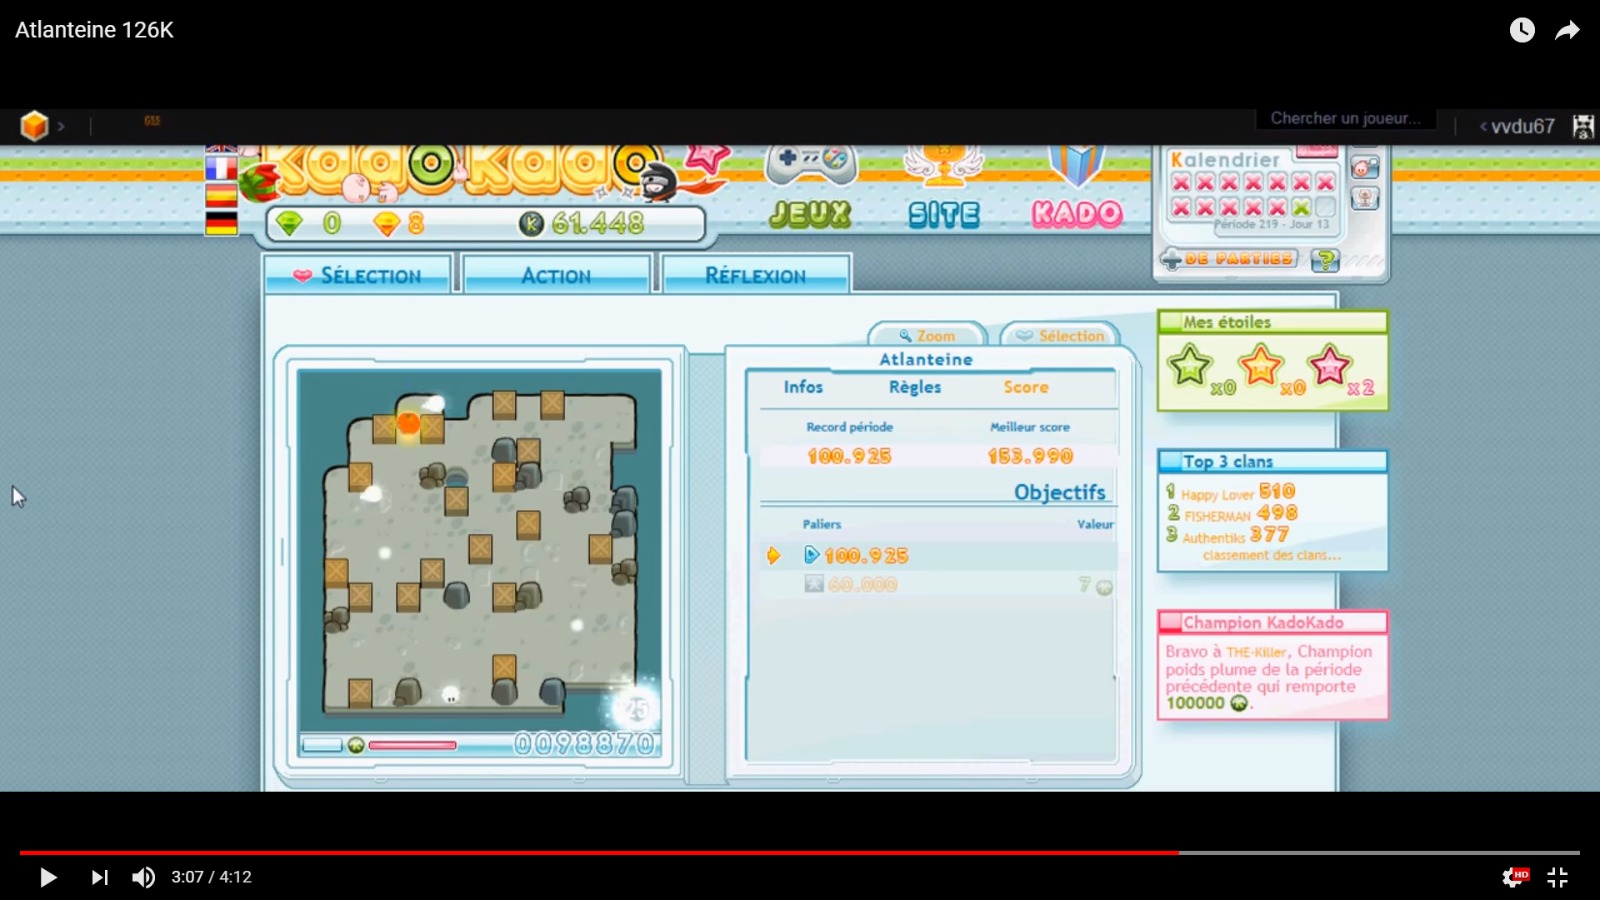 Atlanteine 126K
Chercher un joueur...
vvdu67
KadoKado
0 8 61.448
JEUX SITE KADO
Kalendrier
Période 219 - Jour 13
DE PARTIES ?
SÉLECTION ACTION RÉFLEXION
Zoom Sélection
Atlanteine
Infos Règles Score
Record période Meilleur score
100.925 153.990
Objectifs
Paliers Valeur
100.925
60.000 7
25
0098870
Mes étoiles
x0 x0 x2
Top 3 clans
1 Happy Lover 510
2 FISHERMAN 498
3 Authentiks 377
classement des clans...
Champion KadoKado
Bravo à THE-Killer, Champion
poids plume de la période
précédente qui remporte
100000 .
3:07 / 4:12
HD